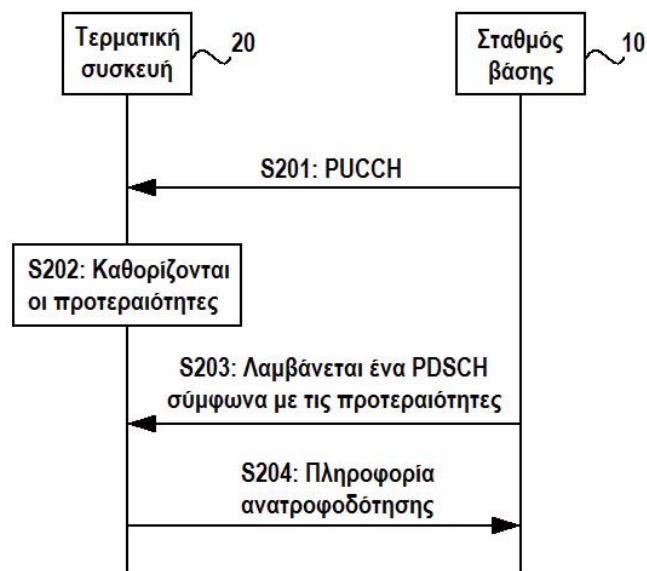 Τερματική
συσκευή
20
Σταθμός
βάσης
10
S201: PUCCH
S202: Καθορίζονται
οι προτεραιότητες
S203: Λαμβάνεται ένα PDSCH
σύμφωνα με τις προτεραιότητες
S204: Πληροφορία
ανατροφοδότησης